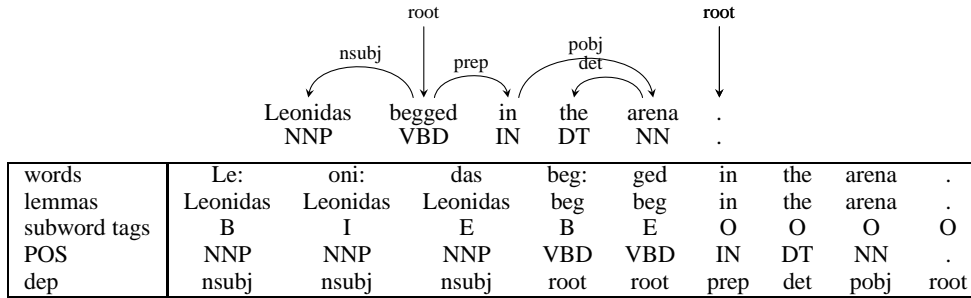 root root
nsubj prep pobj
det
Leonidas begged in the arena .
NNP VBD IN DT NN .
words Le: oni: das beg: ged in the arena .
lemmas Leonidas Leonidas Leonidas beg beg in the arena .
subword tags B I E B E O O O O
POS NNP NNP NNP VBD VBD IN DT NN .
dep nsubj nsubj nsubj root root prep det pobj root